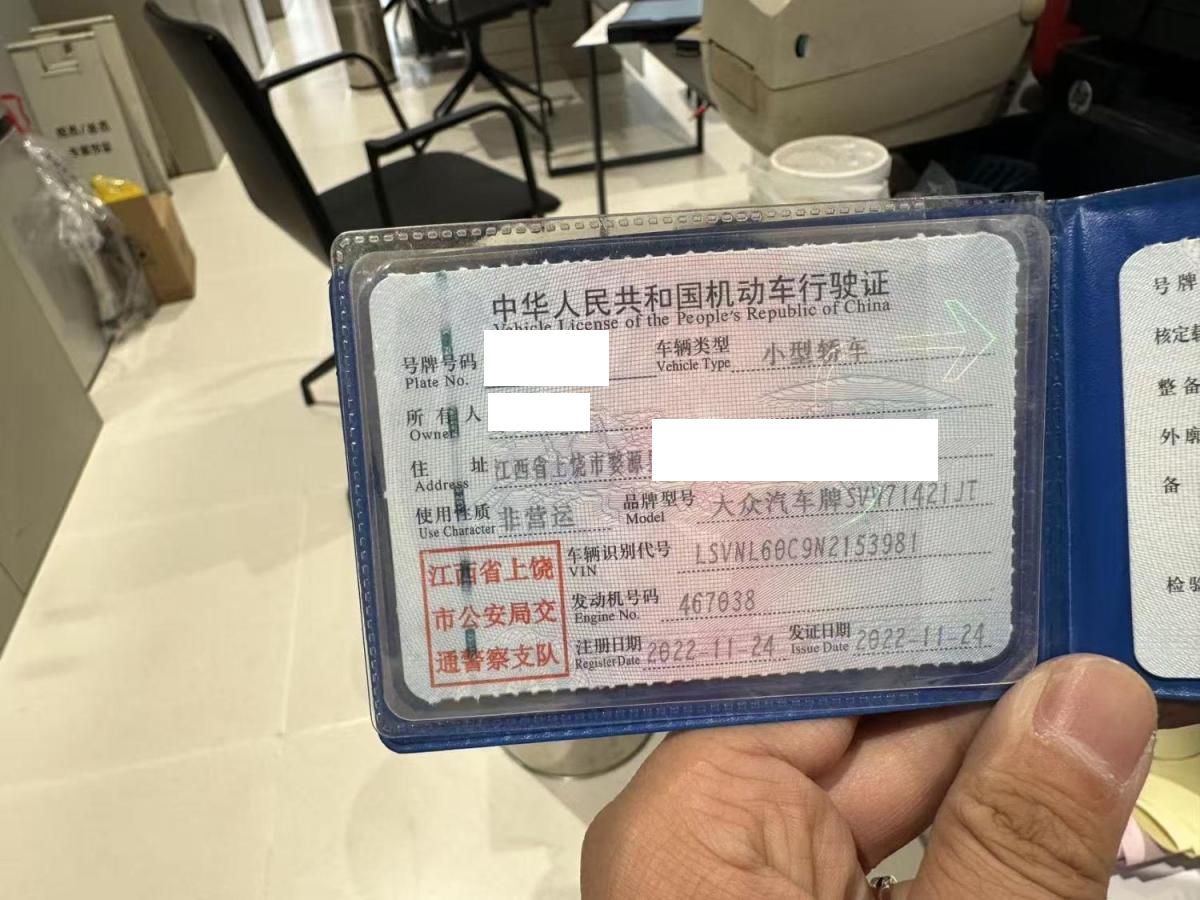 中华人民共和国机动车行驶证
Vehicle License of the People's Republic of China
号牌号码
Plate No.
车辆类型 小型轿车
Vehicle Type
所有人
Owner
住址 江西省上饶市婺源
Address
使用性质 非营运
Use Character
品牌型号 大众汽车牌SVW71421JT
Model
车辆识别代号 LSVNL60C9N2153981
VIN
发动机号码 467038
Engine No.
注册日期 2022-11-24
Register Date
发证日期 2022-11-24
Issue Date
江西省上饶
市公安局交
通警察支队
号牌
核定
整备
外廓
备
检验
hp